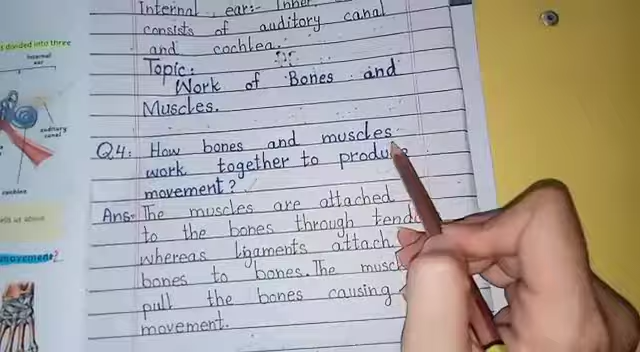 Internal ear:- Inner
consists of auditory canal
and cochlea.
Topic:
Work of Bones and
Muscles.
Q4: How bones and muscles
work together to produce
movement?
Ans:- The muscles are attached
to the bones through tend
whereas ligaments attach
bones to bones. The musc
pull the bones causing
movement.
s divided into three
Internal
ear
auditory
canal
cochlea
movement?